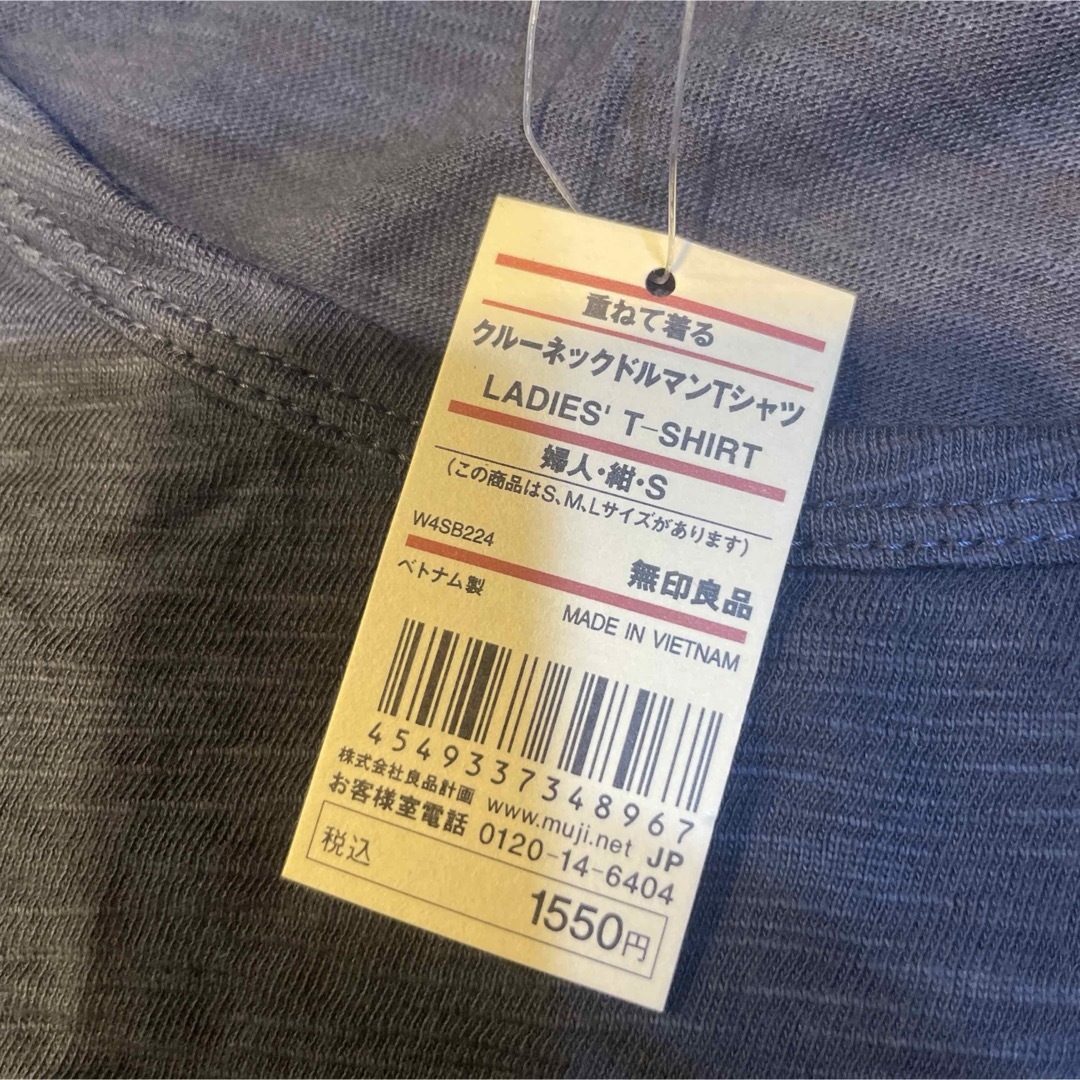 重ねて着る
クルーネックドルマンTシャツ
LADIES' T-SHIRT
婦人・紺・S
(この商品はS、M、Lサイズがあります)
W4SB224
無印良品
ベトナム製
MADE IN VIETNAM
4549337348967
株式会社良品計画 www.muji.net JP
お客様室電話 0120-14-6404
税込
1550円